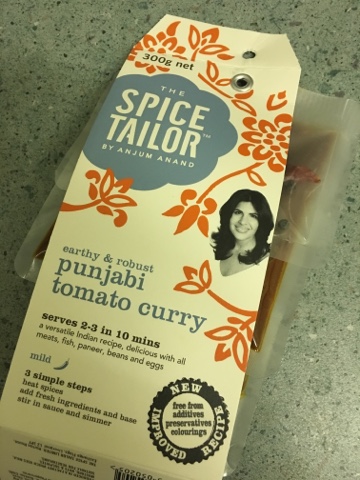 300g net
THE
SPICE
TAILOR™
BY ANJUM ANAND
earthy & robust
punjabi
tomato curry
serves 2-3 in 10 mins
a versatile Indian recipe, delicious with all
meats, fish, paneer, beans and eggs
mild
3 simple steps
heat spices
add fresh ingredients and base
stir in sauce and simmer
NEW
free from
additives
preservatives
colourings
IMPROVED RECIPE